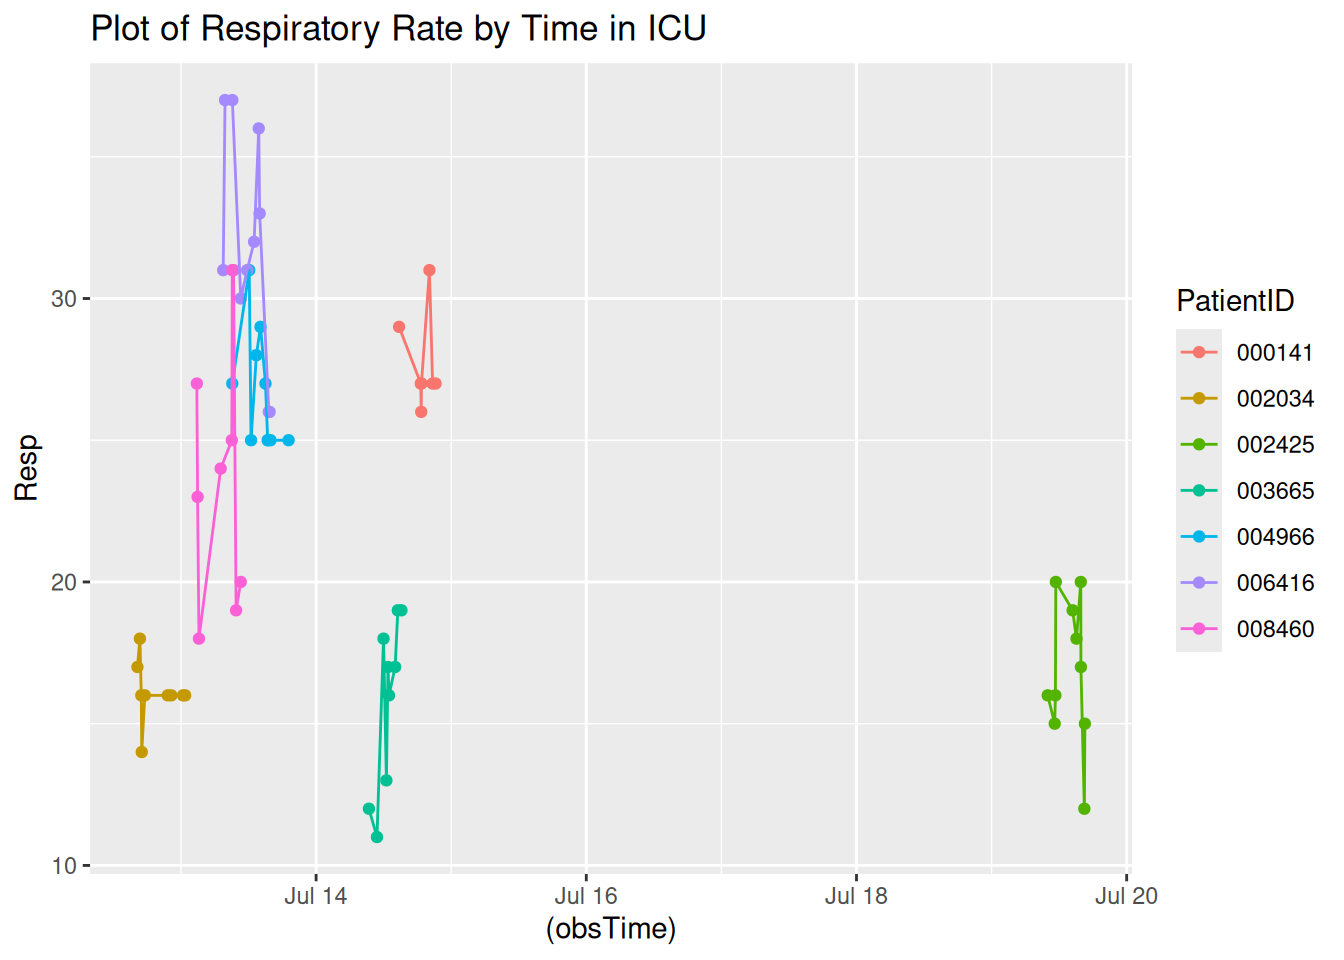 Plot of Respiratory Rate by Time in ICU
30
20
10
Resp
Jul 14
Jul 16
Jul 18
Jul 20
(obsTime)
PatientID
000141
002034
002425
003665
004966
006416
008460